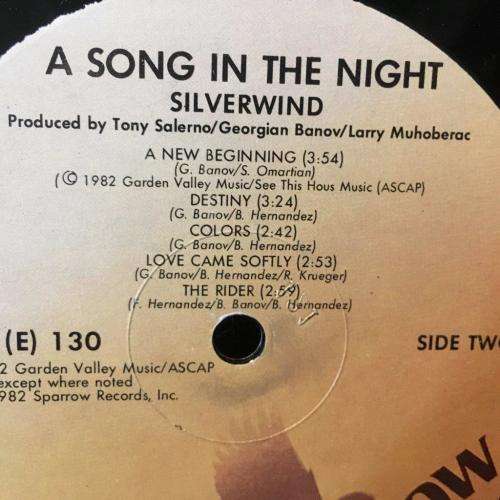 A SONG IN THE NIGHT
SILVERWIND
Produced by Tony Salerno/Georgian Banov/Larry Muhoberac
A NEW BEGINNING (3:54)
(G. Banov/S. Omartian)
(© 1982 Garden Valley Music/See This Hous Music (ASCAP)
DESTINY (3:24)
(G. Banov/B. Hernandez)
COLORS (2:42)
(G. Banov/B. Hernandez)
LOVE CAME SOFTLY (2:53)
(G. Banov/B. Hernandez/R. Krueger)
THE RIDER (2:59)
(F. Hernandez/B. Banov/B. Hernandez)
(E) 130
SIDE TWO
2 Garden Valley Music/ASCAP
except where noted
982 Sparrow Records, Inc.
ow